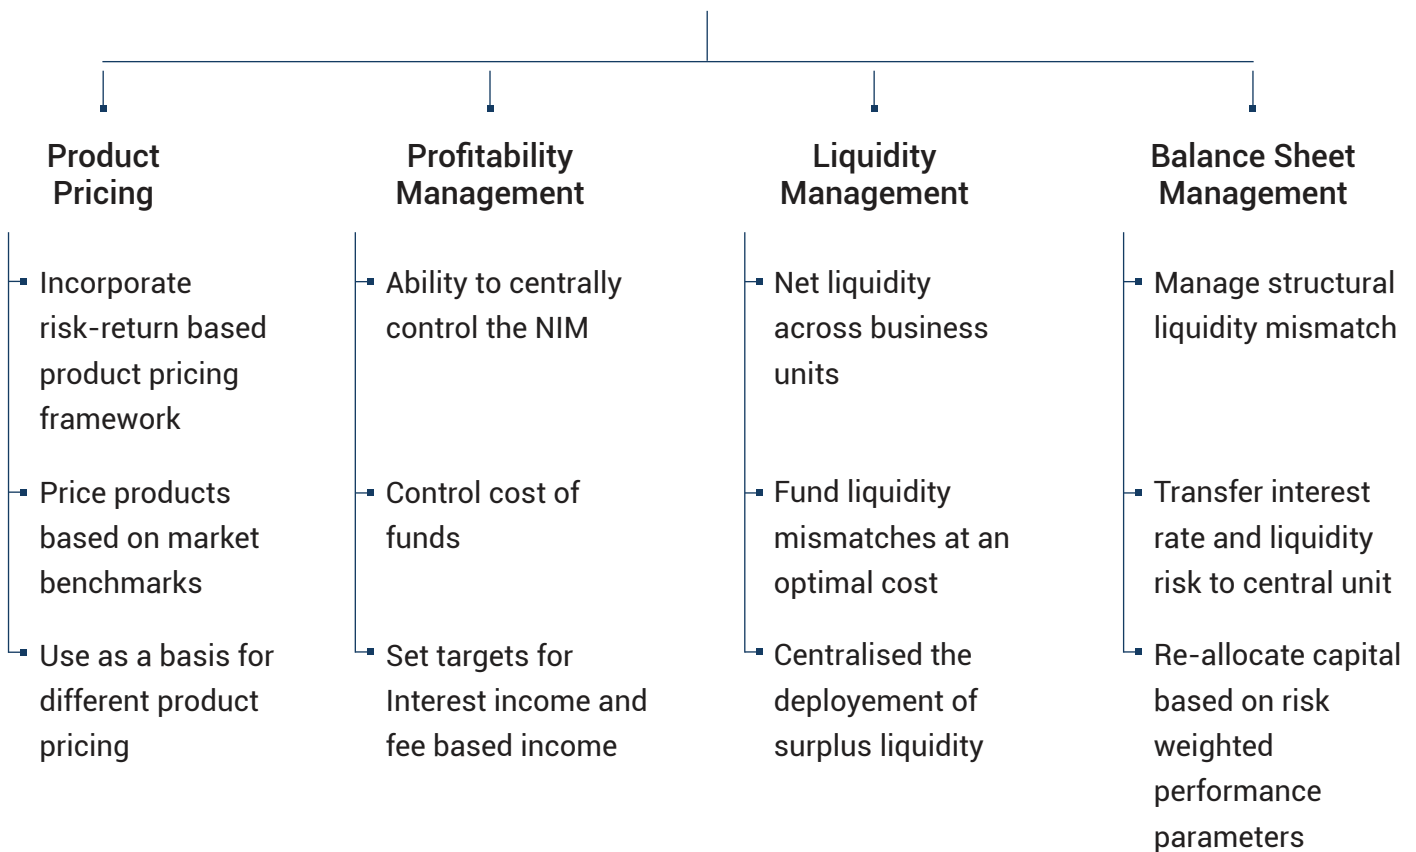 Product
Pricing
Incorporate
risk-return based
product pricing
framework
Price products
based on market
benchmarks
Use as a basis for
different product
pricing
Profitability
Management
Ability to centrally
control the NIM
Control cost of
funds
Set targets for
Interest income and
fee based income
Liquidity
Management
Net liquidity
across business
units
Fund liquidity
mismatches at an
optimal cost
Centralised the
deployement of
surplus liquidity
Balance Sheet
Management
Manage structural
liquidity mismatch
Transfer interest
rate and liquidity
risk to central unit
Re-allocate capital
based on risk
weighted
performance
parameters